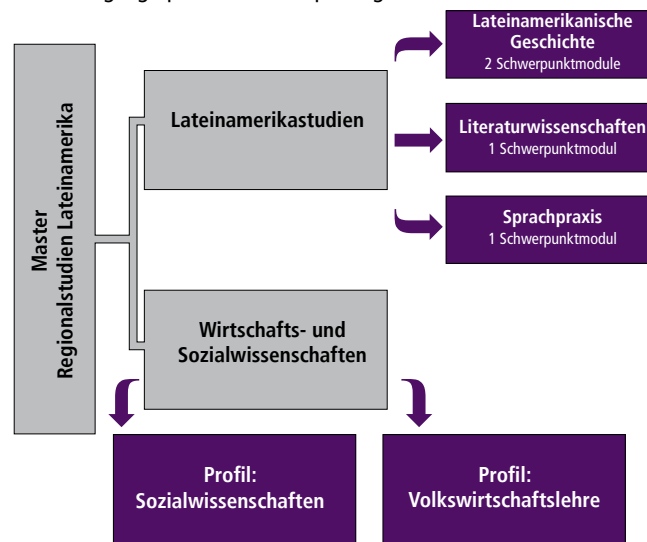 Master
Regionalstudien Lateinamerika
Lateinamerikastudien
Lateinamerikanische
Geschichte
2 Schwerpunktmodule
Literaturwissenschaften
1 Schwerpunktmodul
Sprachpraxis
1 Schwerpunktmodul
Wirtschafts- und
Sozialwissenschaften
Profil:
Sozialwissenschaften
Profil:
Volkswirtschaftslehre